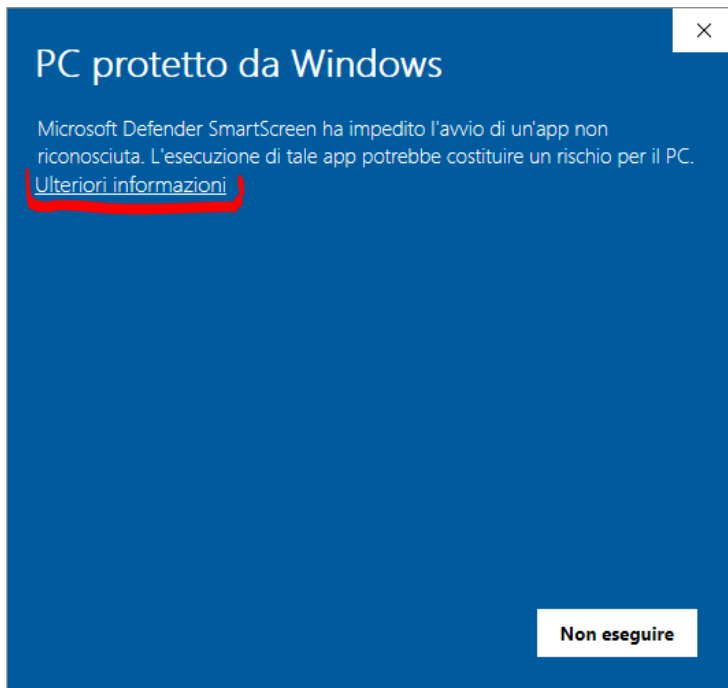 PC protetto da Windows
Microsoft Defender SmartScreen ha impedito l'avvio di un'app non
riconosciuta. L'esecuzione di tale app potrebbe costituire un rischio per il PC.
Ulteriori informazioni
Non eseguire